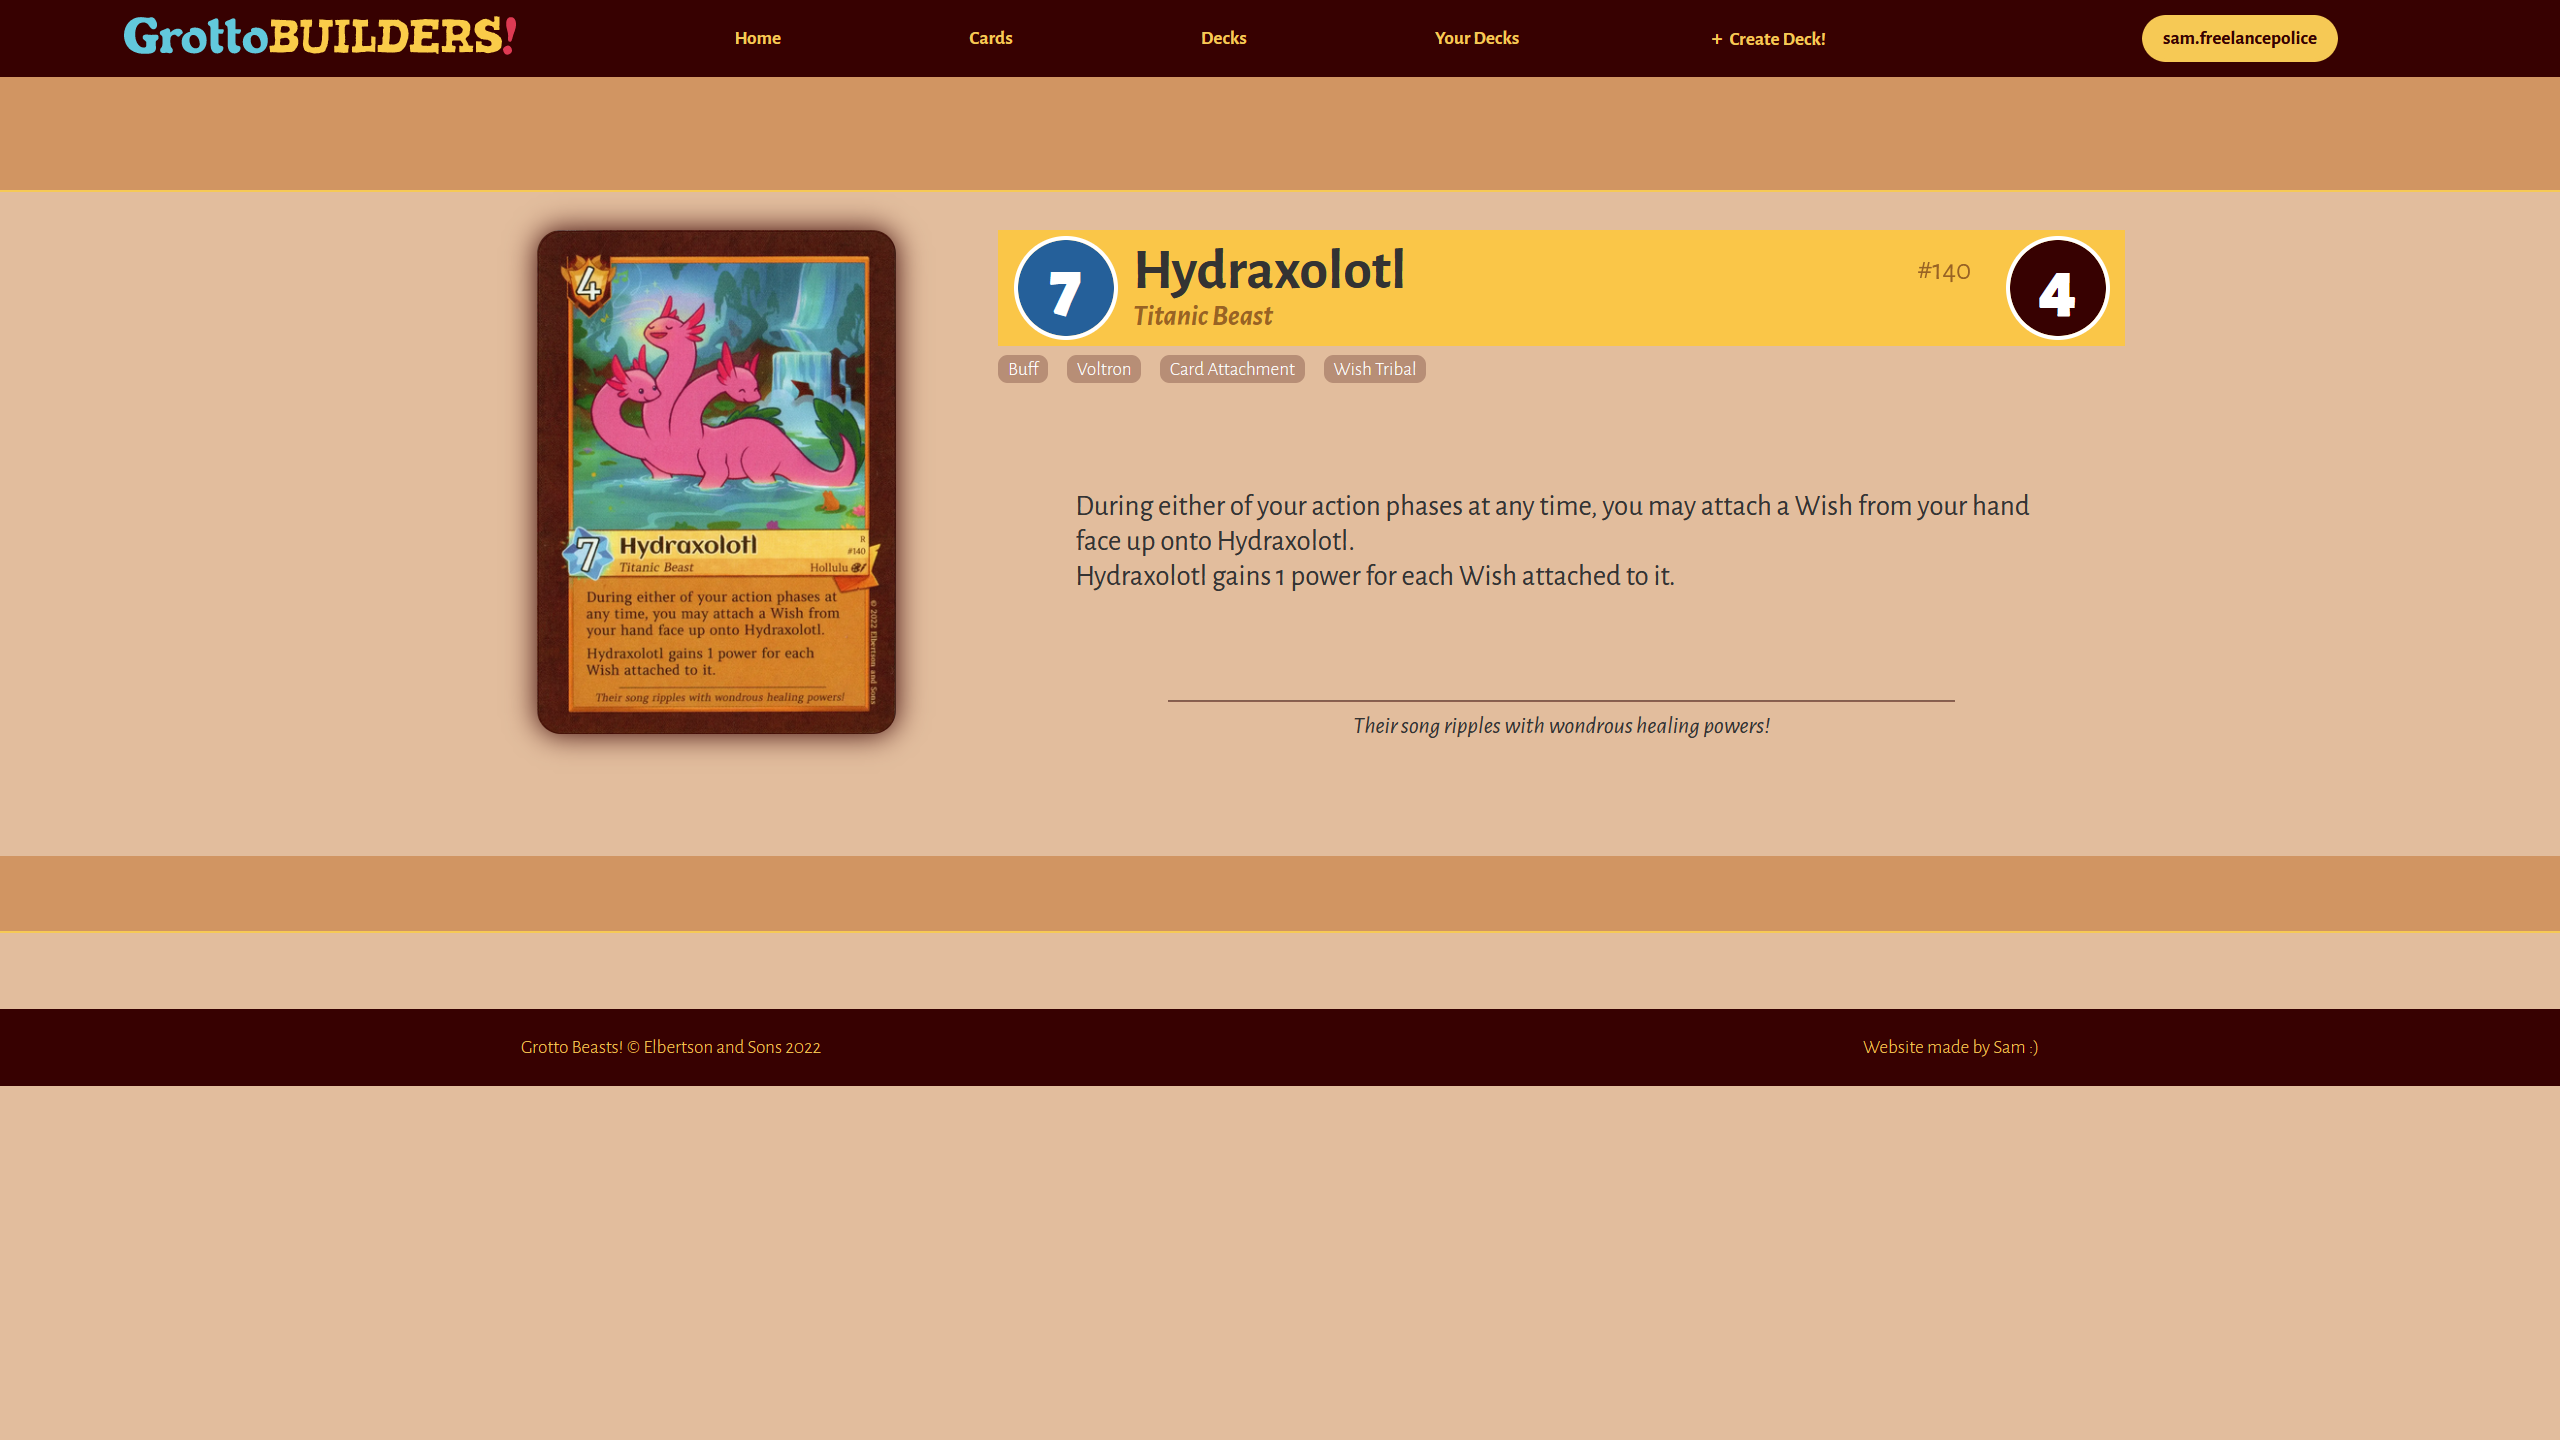 GrottoBUILDERS!
Home
Cards
Decks
Your Decks
+ Create Deck!
sam.freelancepolice
4
7
Hydraxolotl
R
#140
Titanic Beast
Hollulu
During either of your action phases at
any time, you may attach a Wish from
your hand face up onto Hydraxolotl.
Hydraxolotl gains 1 power for each
Wish attached to it.
Their song ripples with wondrous healing powers!
© 2022 Elbertson and Sons
7
Hydraxolotl
#140
4
Titanic Beast
Buff
Voltron
Card Attachment
Wish Tribal
During either of your action phases at any time, you may attach a Wish from your hand
face up onto Hydraxolotl.
Hydraxolotl gains 1 power for each Wish attached to it.
Their song ripples with wondrous healing powers!
Grotto Beasts! © Elbertson and Sons 2022
Website made by Sam :)